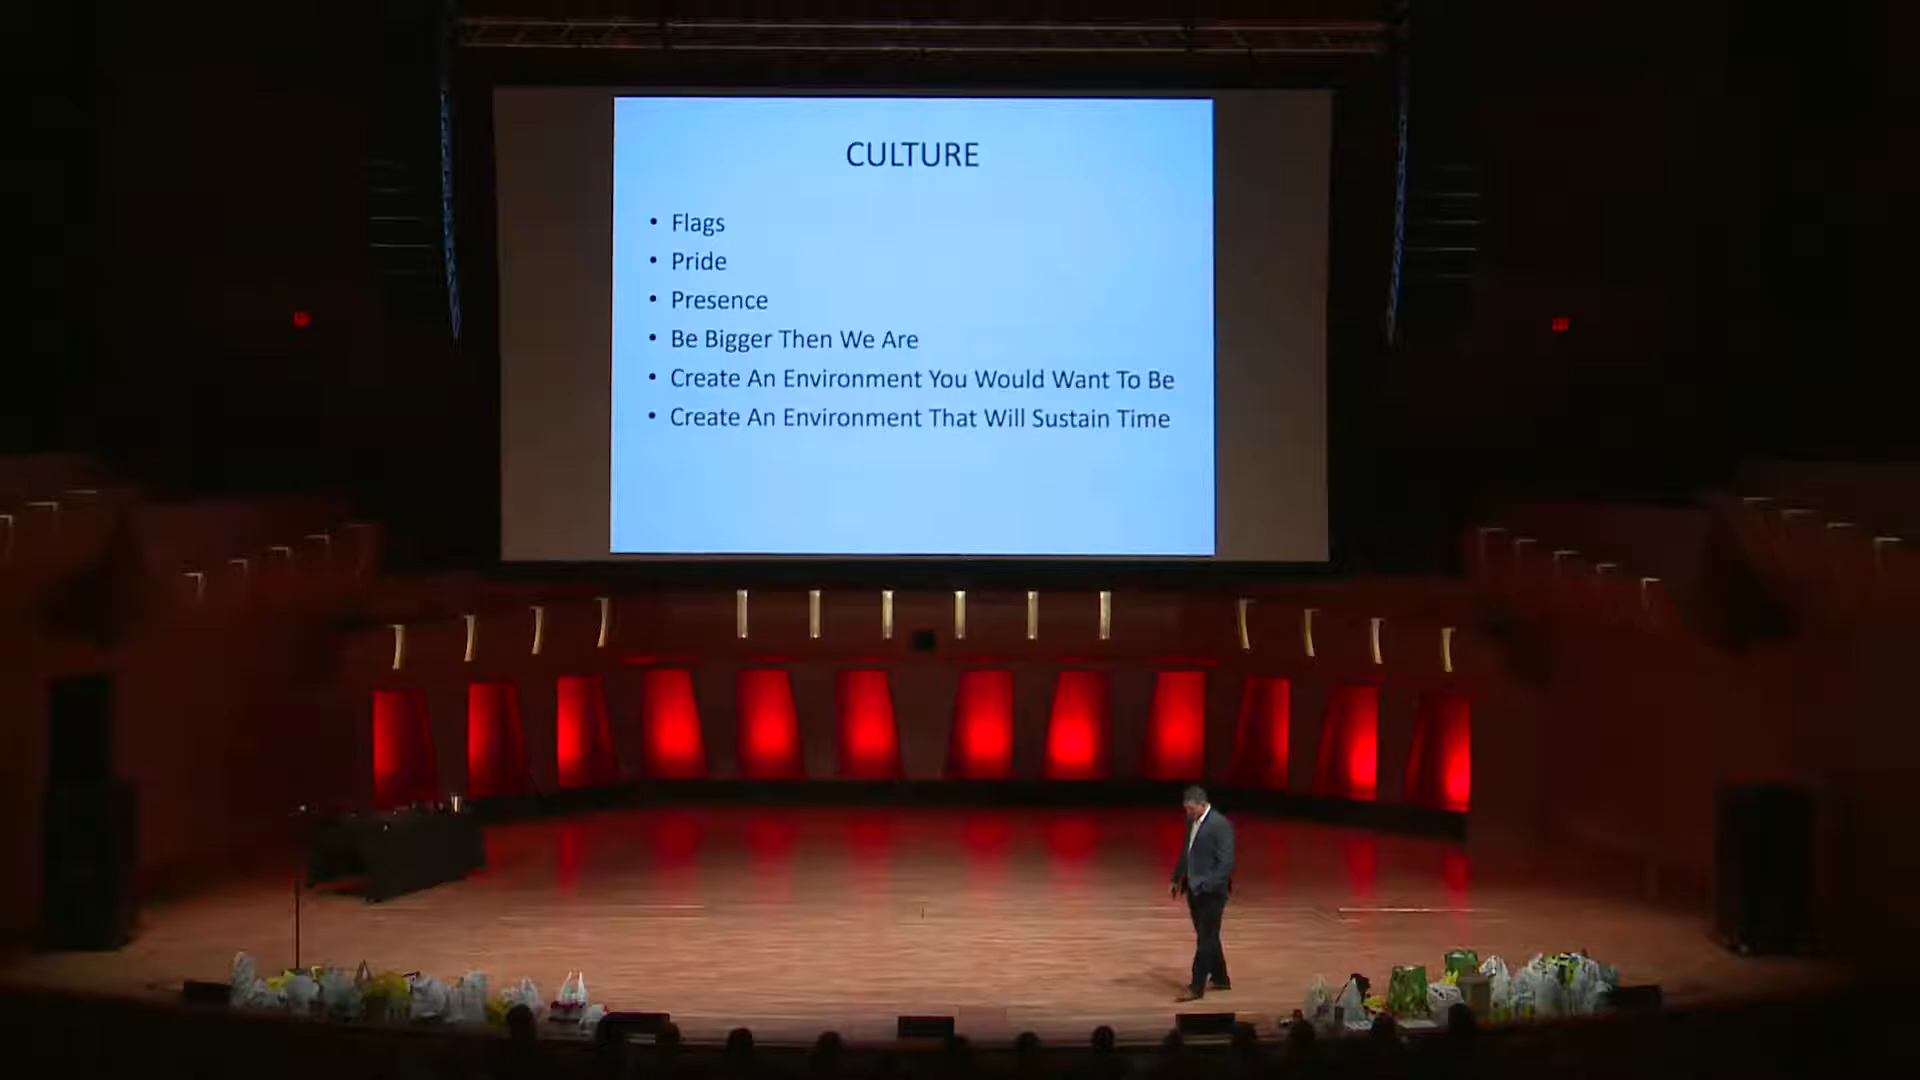 CULTURE
• Flags
• Pride
• Presence
• Be Bigger Then We Are
• Create An Environment You Would Want To Be
• Create An Environment That Will Sustain Time